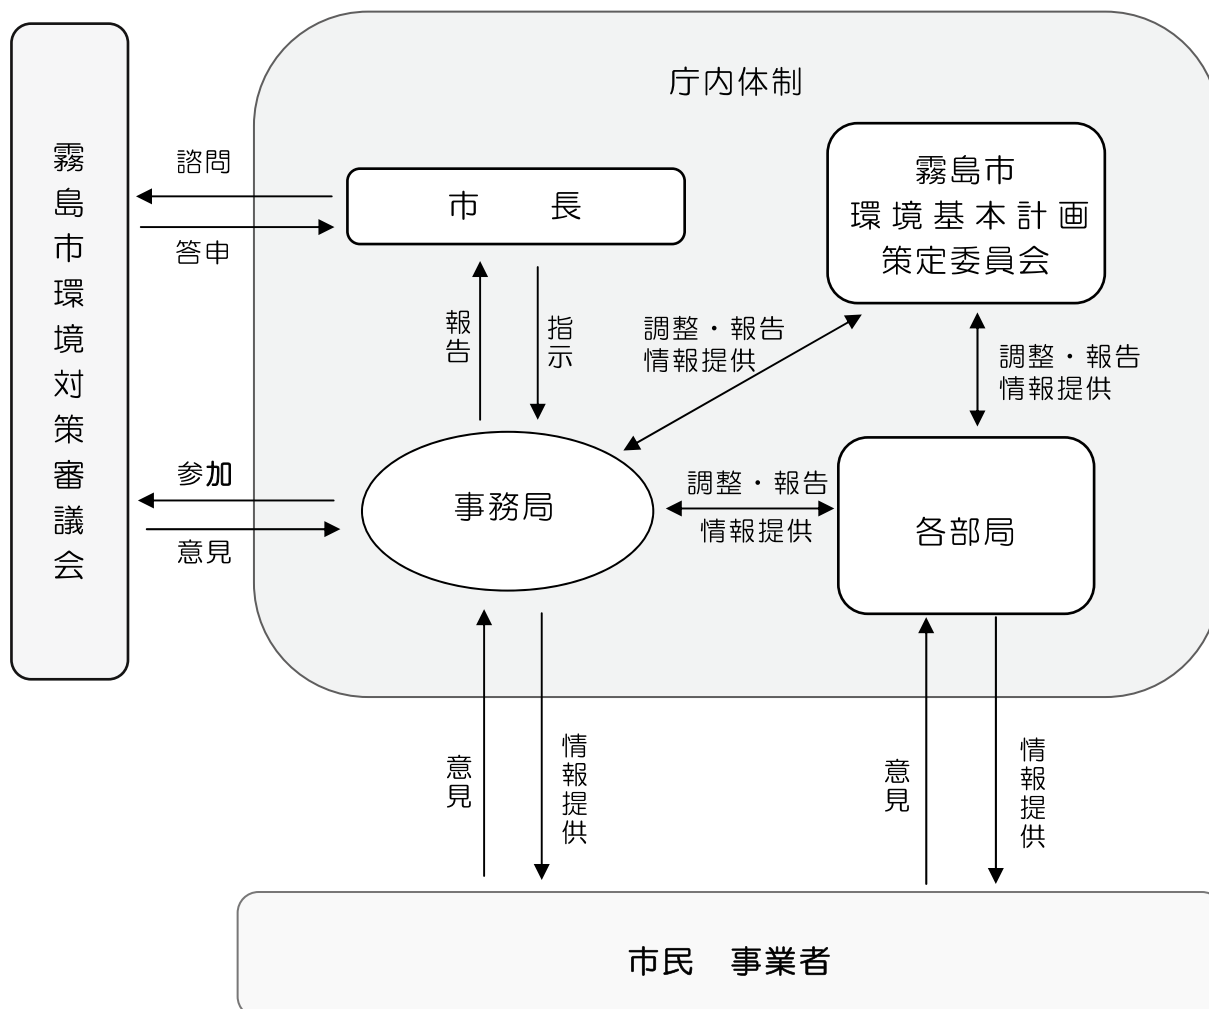 庁内体制
霧島市環境対策審議会
諮問
答申
市　長
霧島市
環境基本計画
策定委員会
報告
指示
調整・報告
情報提供
調整・報告
情報提供
参加
意見
事務局
調整・報告
情報提供
各部局
意見
情報提供
意見
情報提供
市民　事業者